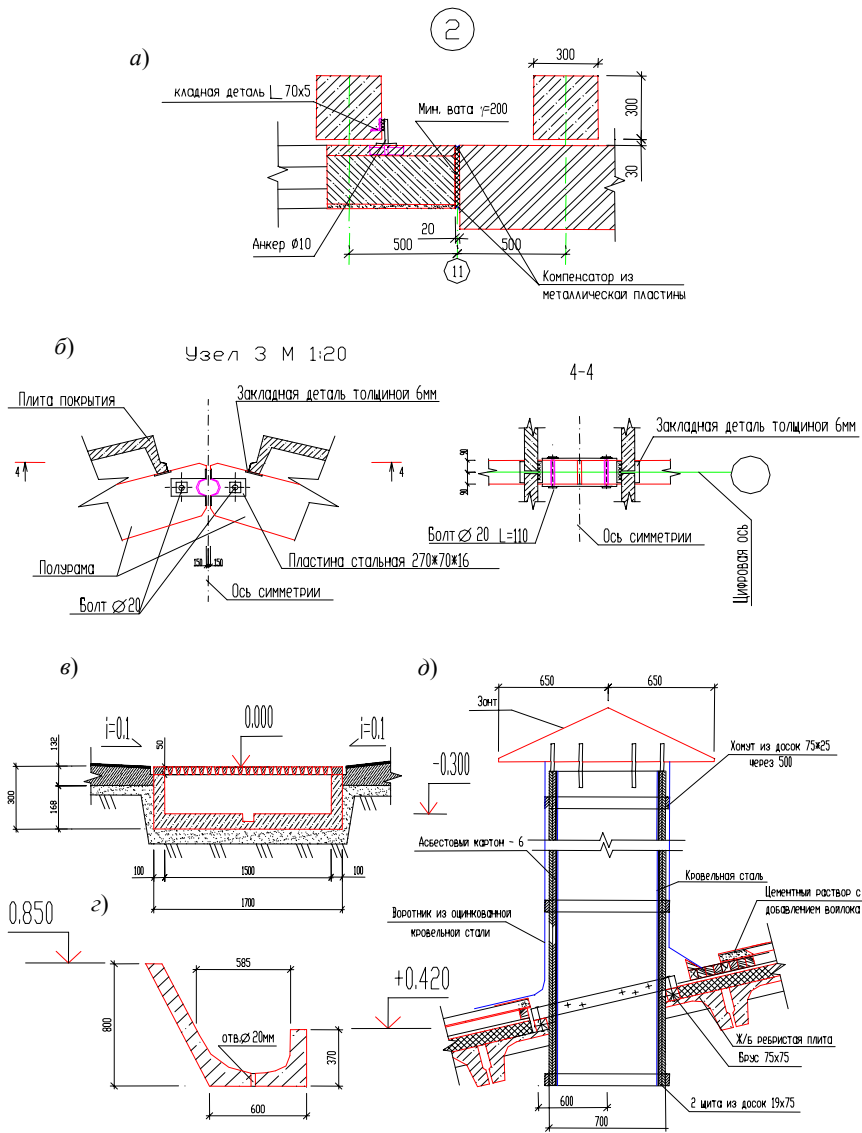 2
а)
300
кладная деталь ∟70х5
Мин. вата γ=200
300
30
20
Анкер Ø10
500
500
11
Компенсатор из
металлической пластины
б)
Узел 3 М 1:20
4-4
Плита покрытия
Закладная деталь толщиной 6мм
Закладная деталь толщиной 6мм
4
4
90
90
Болт Ø 20 L=110
Ось симметрии
Цифровая ось
Полурама
Пластина стальная 270*70*16
150
150
Болт Ø20
Ось симметрии
в)
д)
650
650
Зонт
i=0.1
0.000
i=0.1
132
50
300
168
-0.300
Хомут из досок 75*25
через 500
100
1500
100
1700
Асбестовый картон - 6
Кровельная сталь
Цементный раствор с
добавлением войлока
г)
0.850
Воротник из оцинкованной
кровельной стали
585
+0.420
800
отв.Ø20мм
370
600
Ж/б ребристая плита
Брус 75х75
2 щита из досок 19х75
600
700